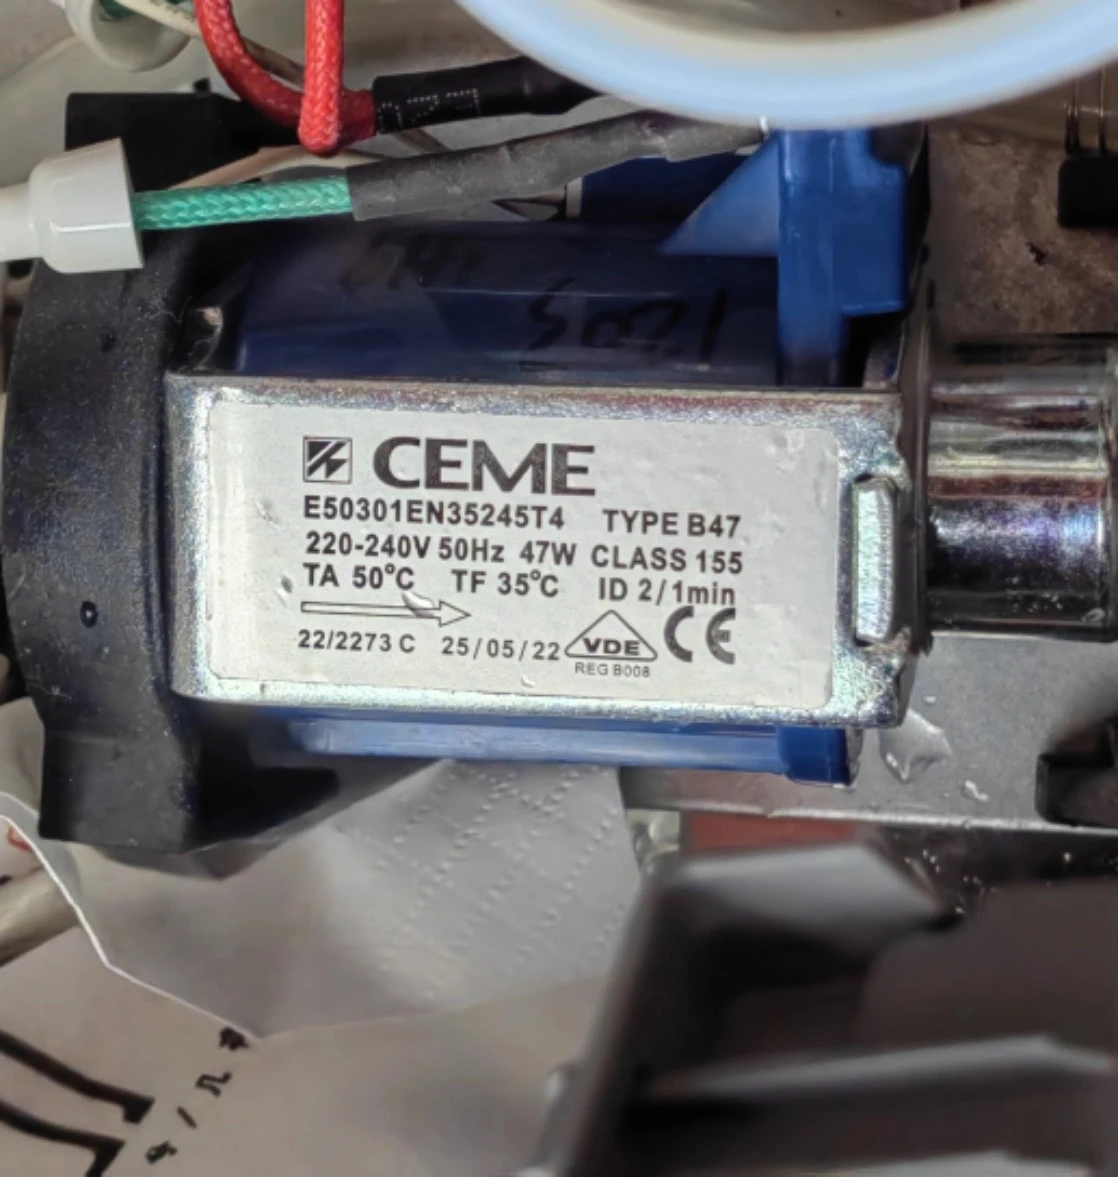 CEME
E50301EN35245T4 TYPE B47
220-240V 50Hz 47W CLASS 155
TA 50°C TF 35°C ID 2/1min
22/2273 C 25/05/22 VDE CE
REG B008